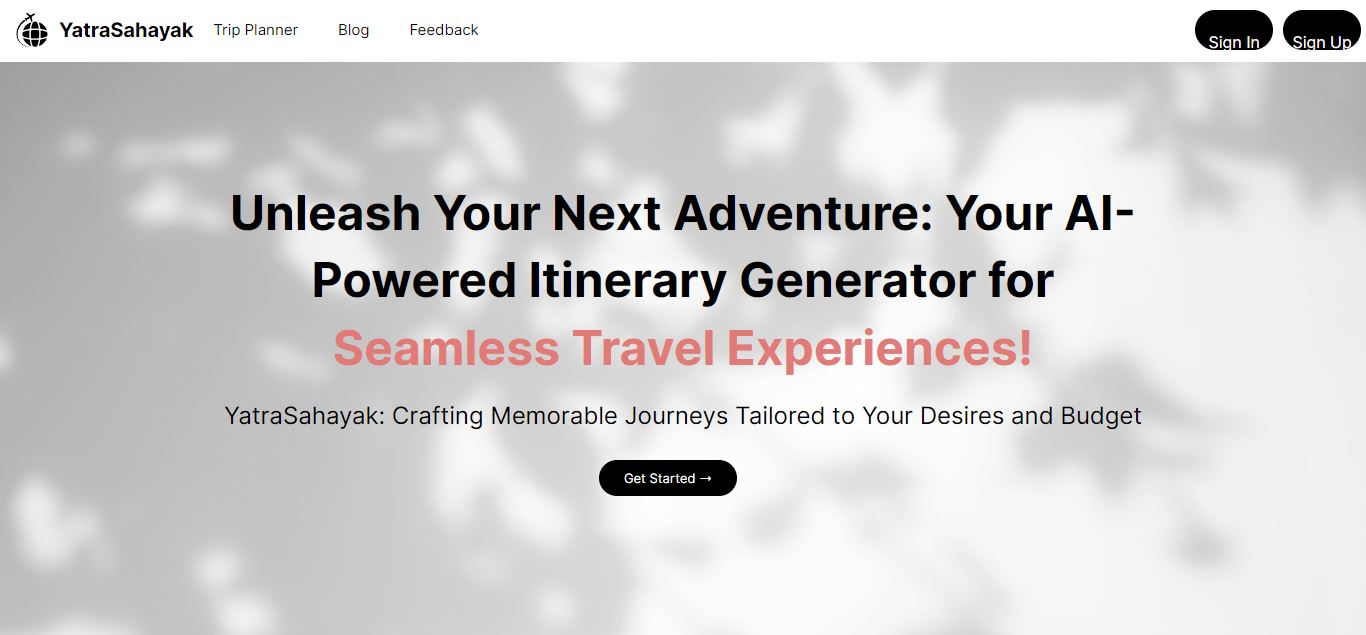 YatraSahayak Trip Planner Blog Feedback Sign In Sign Up
Unleash Your Next Adventure: Your AI-
Powered Itinerary Generator for
Seamless Travel Experiences!
YatraSahayak: Crafting Memorable Journeys Tailored to Your Desires and Budget
Get Started →